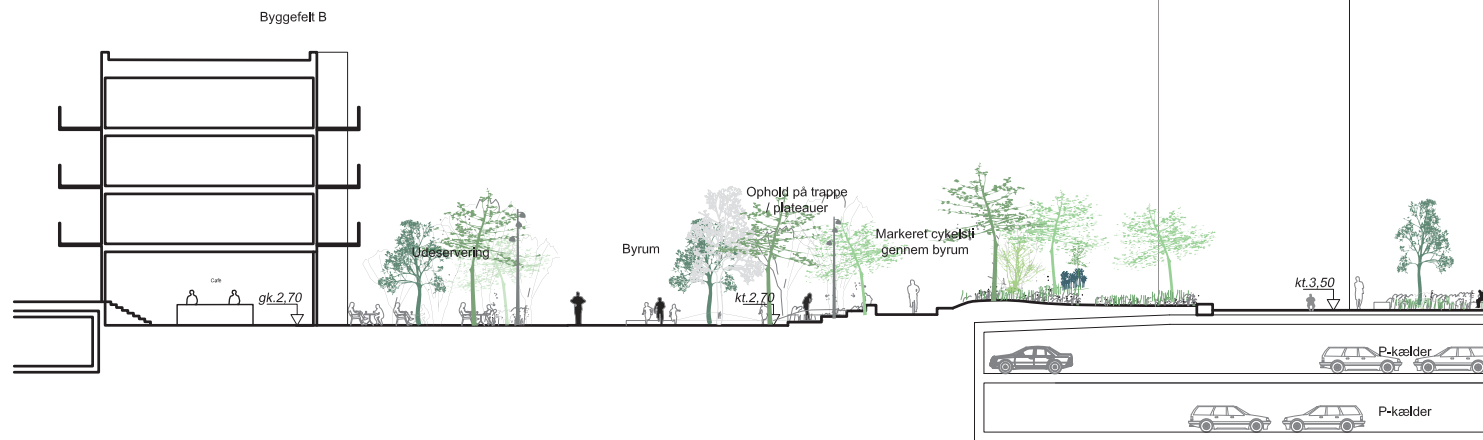 Byggefelt B
Ophold på trappe
/ plateauer
Udeservering
Byrum
Markeret cykelsti
gennem byrum
Café
gk.2,70
kt.2,70
kt.3,50
P-kælder
P-kælder